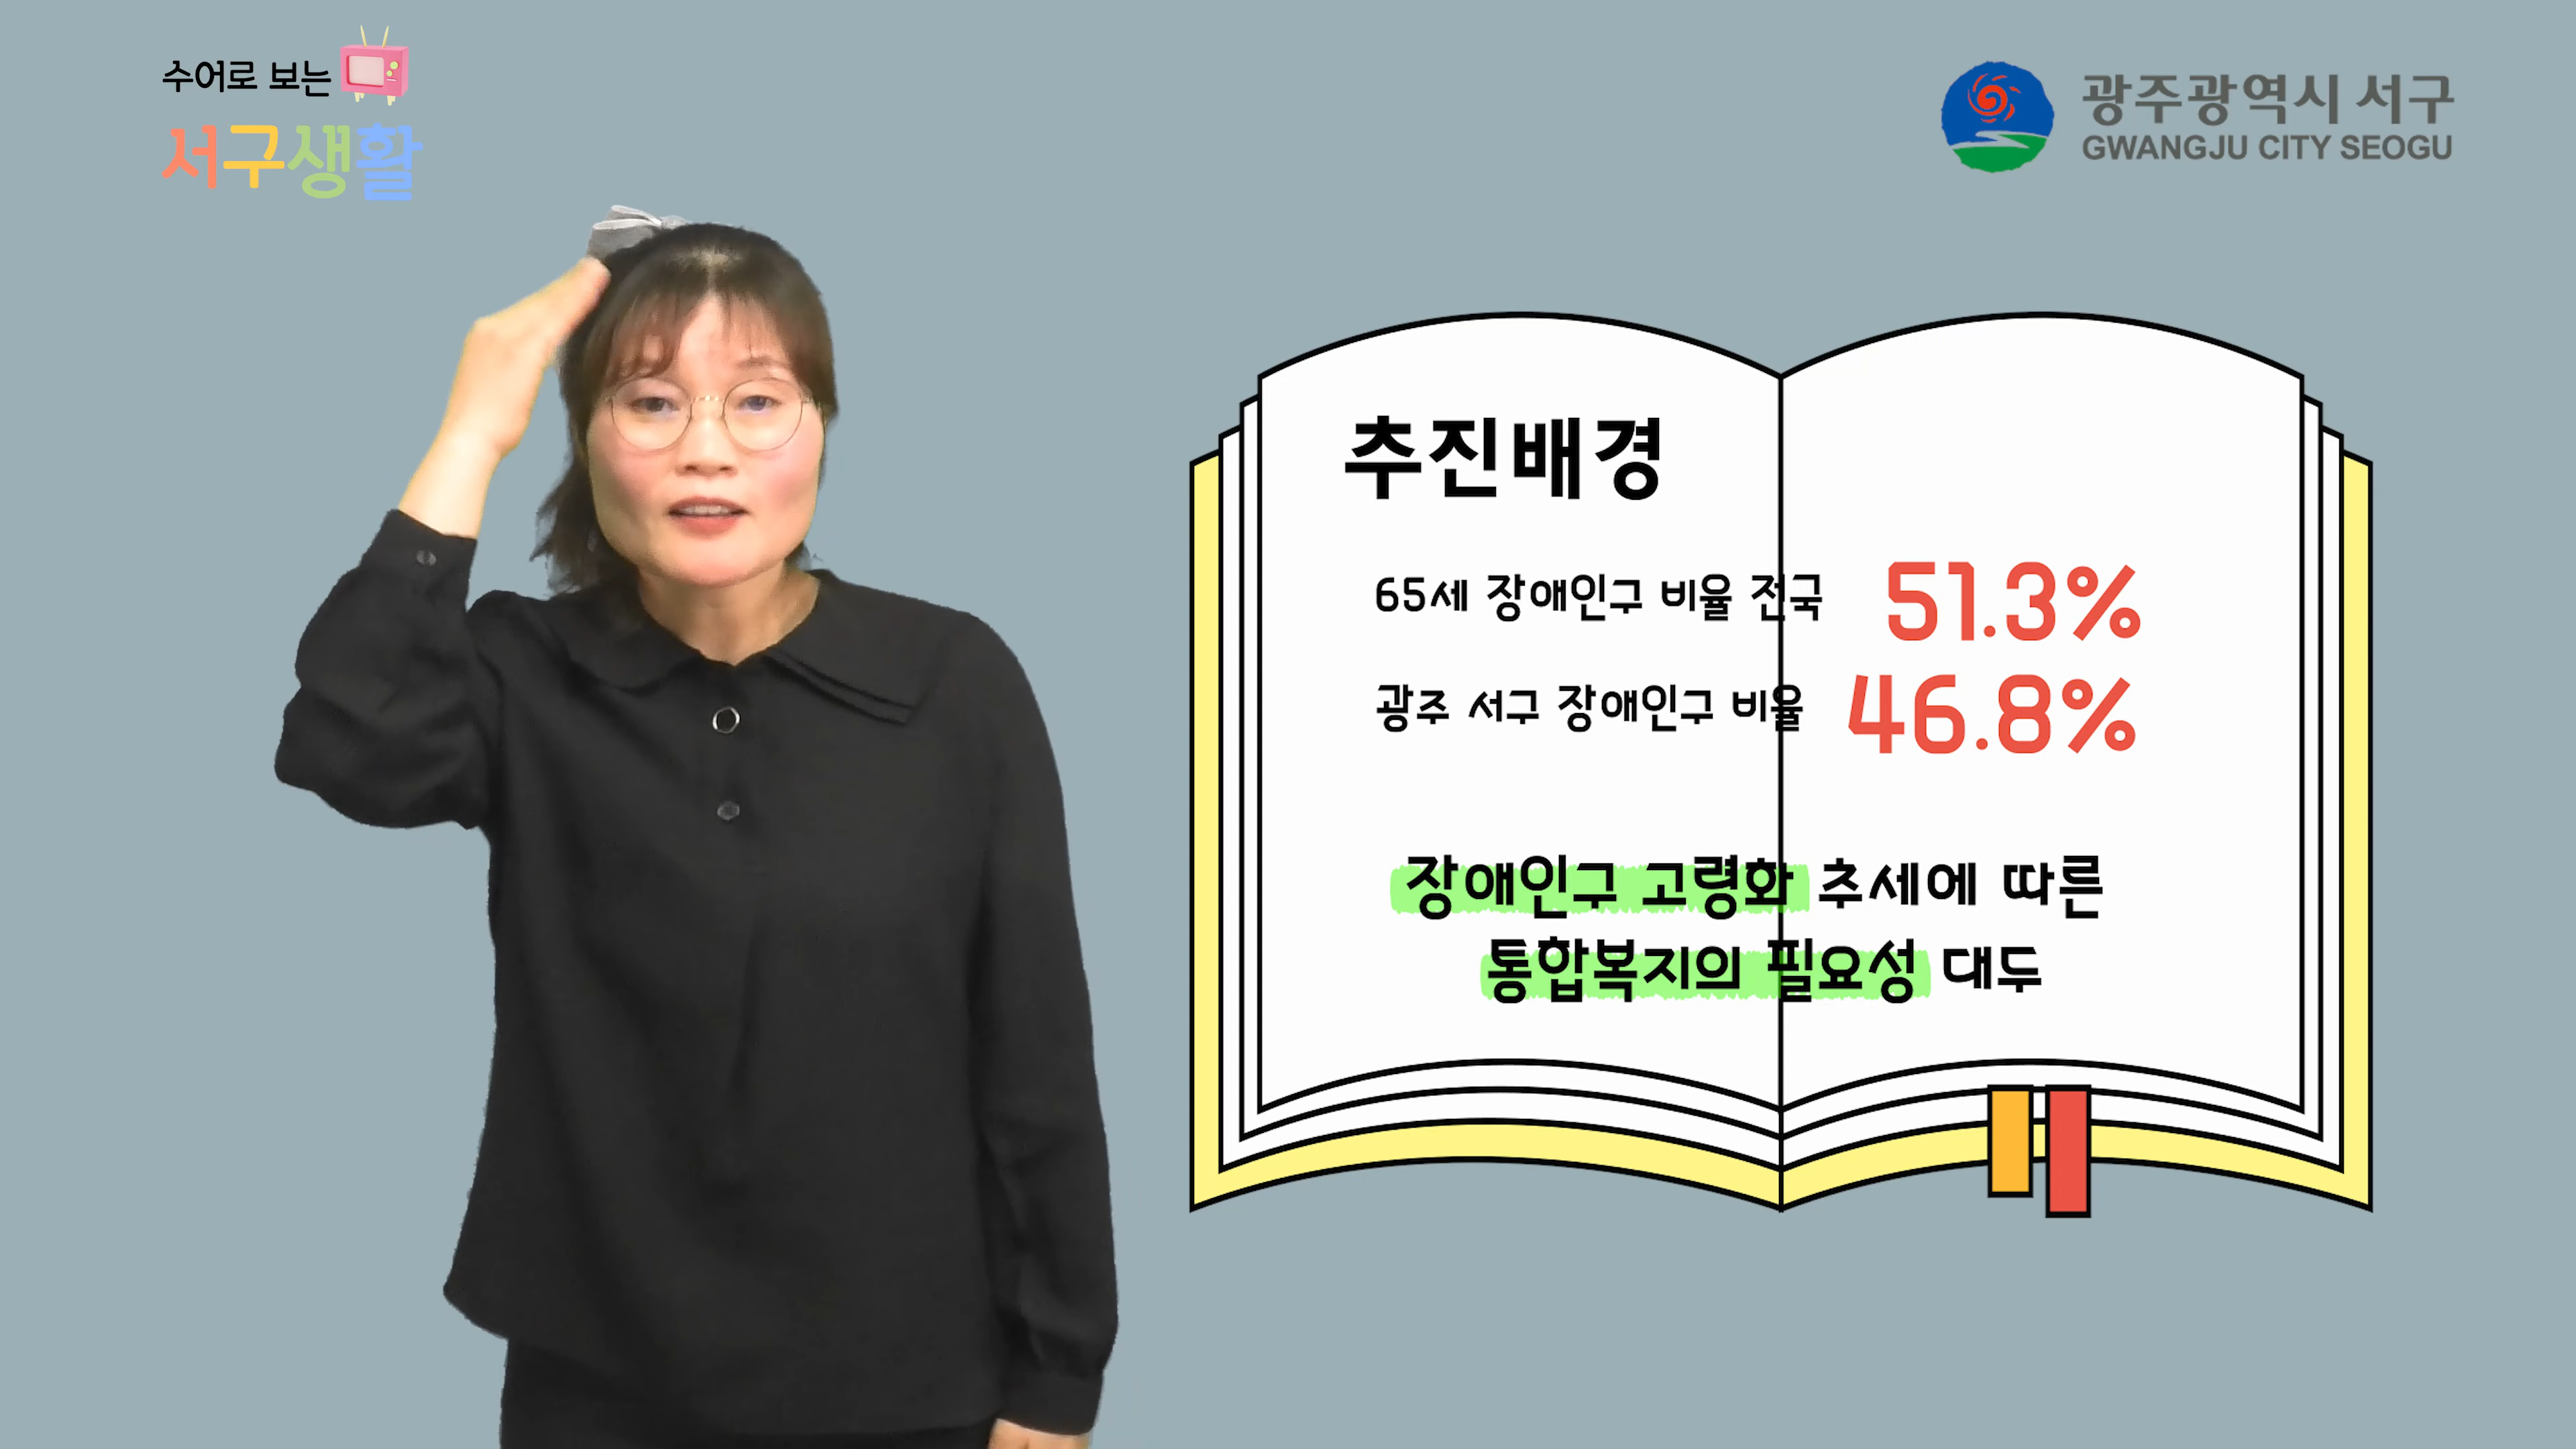 수어로 보는
서구생활
광주광역시 서구
GWANGJU CITY SEOGU
추진배경
65세 장애인구 비율 전국 51.3%
광주 서구 장애인구 비율 46.8%
장애인구 고령화 추세에 따른
통합복지의 필요성 대두